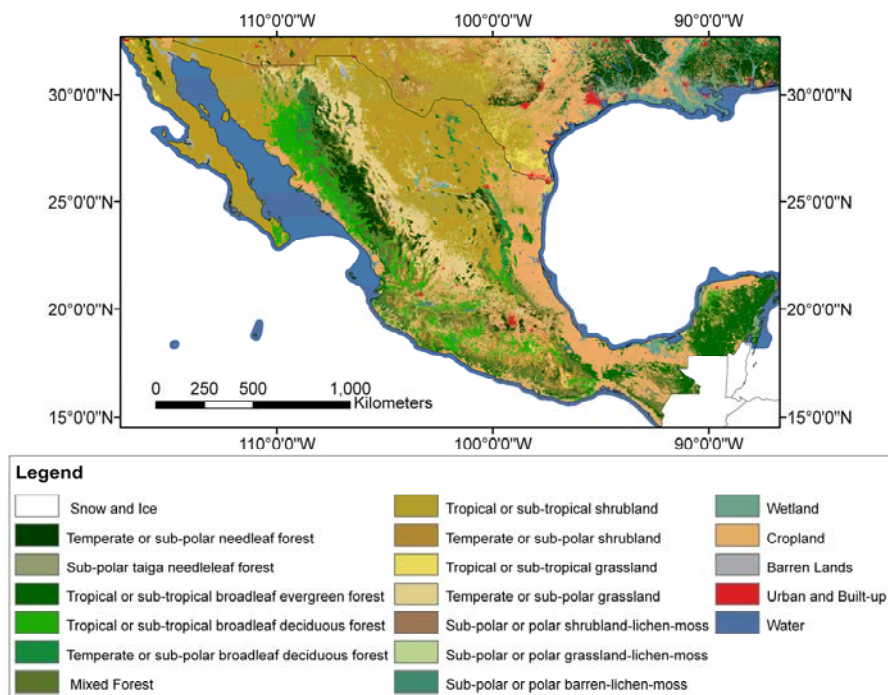 110°0'0"W 100°0'0"W 90°0'0"W
30°0'0"N 30°0'0"N
25°0'0"N 25°0'0"N
20°0'0"N 20°0'0"N
15°0'0"N 15°0'0"N
0 250 500 1,000
Kilometers
110°0'0"W 100°0'0"W 90°0'0"W
Legend
Snow and Ice
Temperate or sub-polar needleaf forest
Sub-polar taiga needleleaf forest
Tropical or sub-tropical broadleaf evergreen forest
Tropical or sub-tropical broadleaf deciduous forest
Temperate or sub-polar broadleaf deciduous forest
Mixed Forest
Tropical or sub-tropical shrubland
Temperate or sub-polar shrubland
Tropical or sub-tropical grassland
Temperate or sub-polar grassland
Sub-polar or polar shrubland-lichen-moss
Sub-polar or polar grassland-lichen-moss
Sub-polar or polar barren-lichen-moss
Wetland
Cropland
Barren Lands
Urban and Built-up
Water